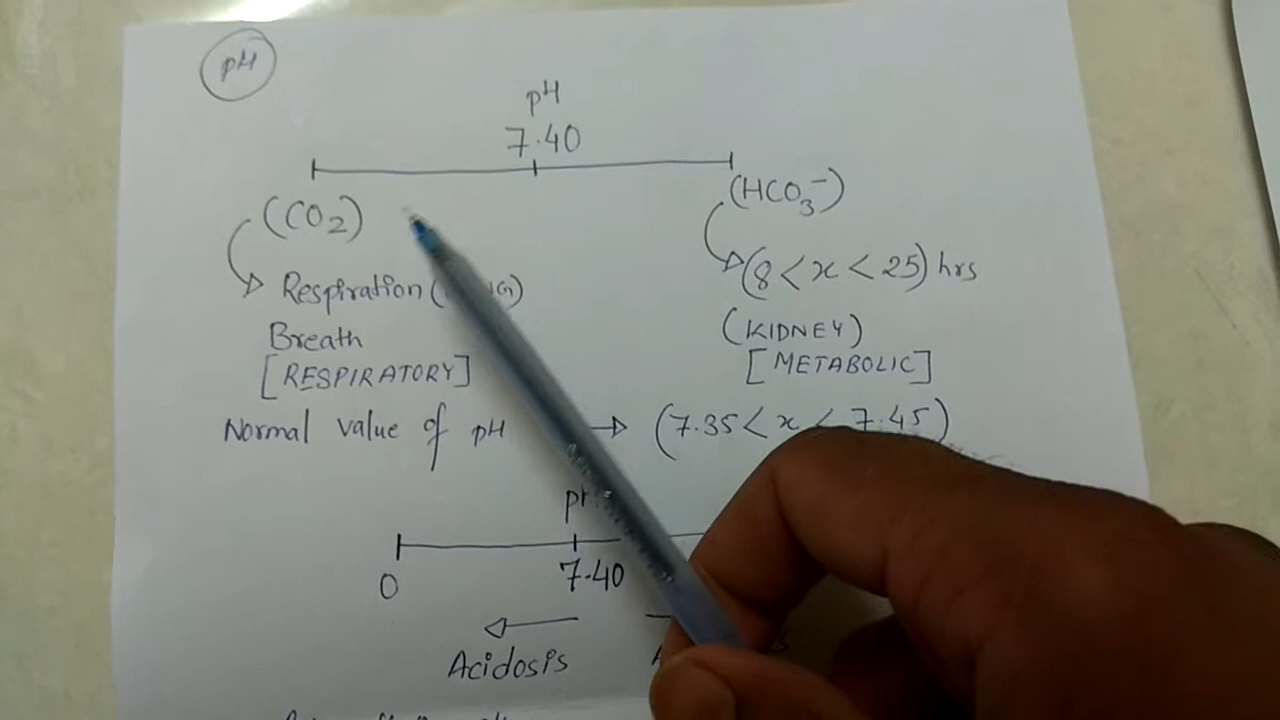 pH
pH
7.40
(CO₂)
(HCO₃⁻)
Respiration (
(8 < x < 25) hrs
Breath
(KIDNEY)
[RESPIRATORY]
[METABOLIC]
Normal value of pH → (7.35 < x < 7.45)
0
7.40
Acidosis